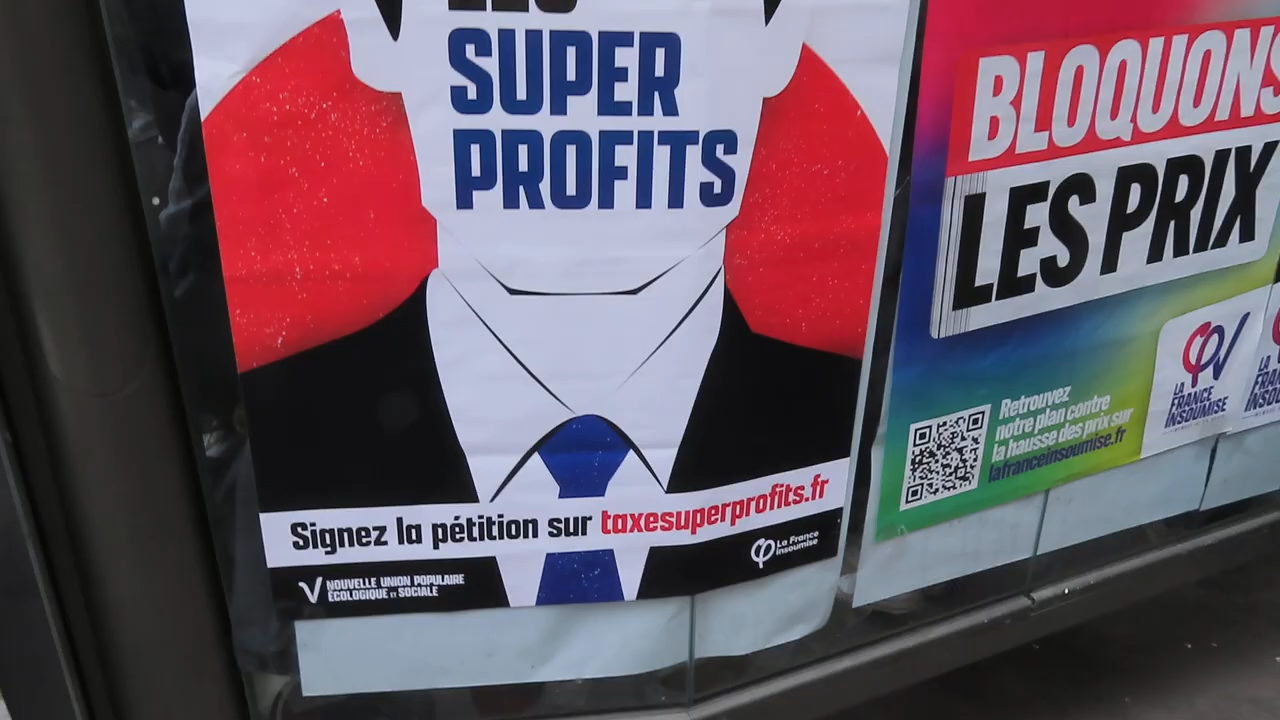 LES
SUPER
PROFITS
Signez la pétition sur taxesuperprofits.fr
NOUVELLE UNION POPULAIRE
ÉCOLOGIQUE ET SOCIALE
La France
insoumise
BLOQUONS
LES PRIX
Retrouvez
notre plan contre
la hausse des prix sur
lafranceinsoumise.fr
LA
FRANCE
INSOUMISE